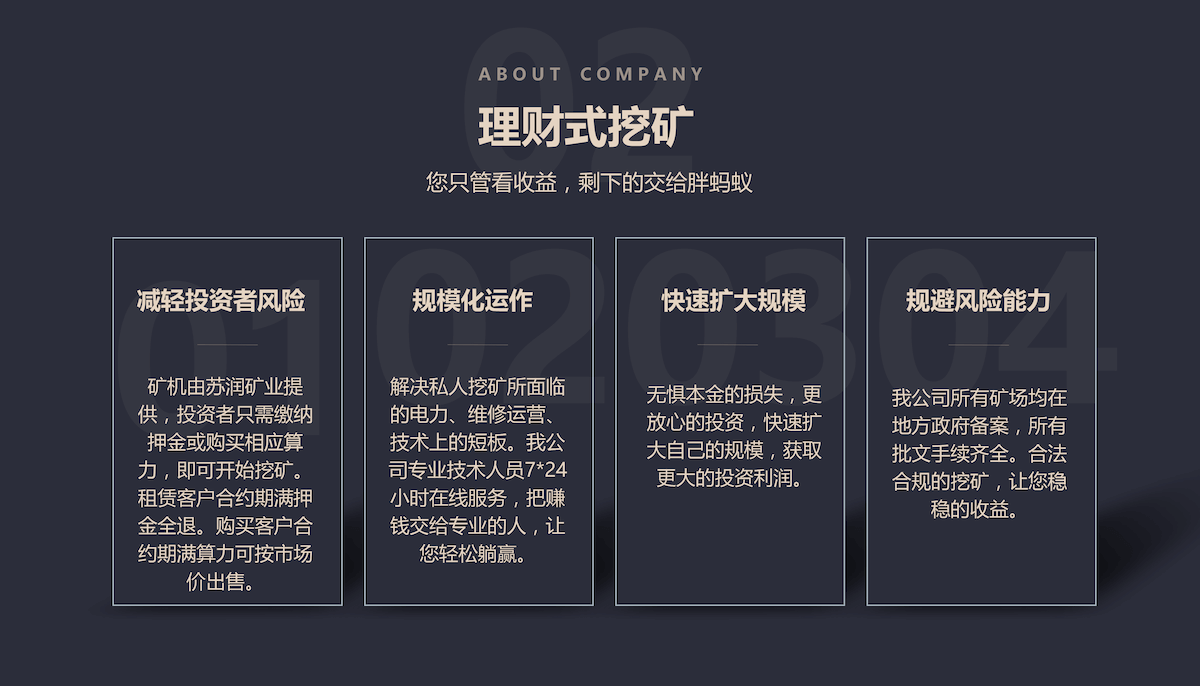 02
ABOUT COMPANY
理财式挖矿
您只管看收益，剩下的交给胖蚂蚁
01
减轻投资者风险
矿机由苏润矿业提
供，投资者只需缴纳
押金或购买相应算
力，即可开始挖矿。
租赁客户合约期满押
金全退。购买客户合
约期满算力可按市场
价出售。
02
规模化运作
解决私人挖矿所面临
的电力、维修运营、
技术上的短板。我公
司专业技术人员7*24
小时在线服务，把赚
钱交给专业的人，让
您轻松躺赢。
03
快速扩大规模
无惧本金的损失，更
放心的投资，快速扩
大自己的规模，获取
更大的投资利润。
04
规避风险能力
我公司所有矿场均在
地方政府备案，所有
批文手续齐全。合法
合规的挖矿，让您稳
稳的收益。